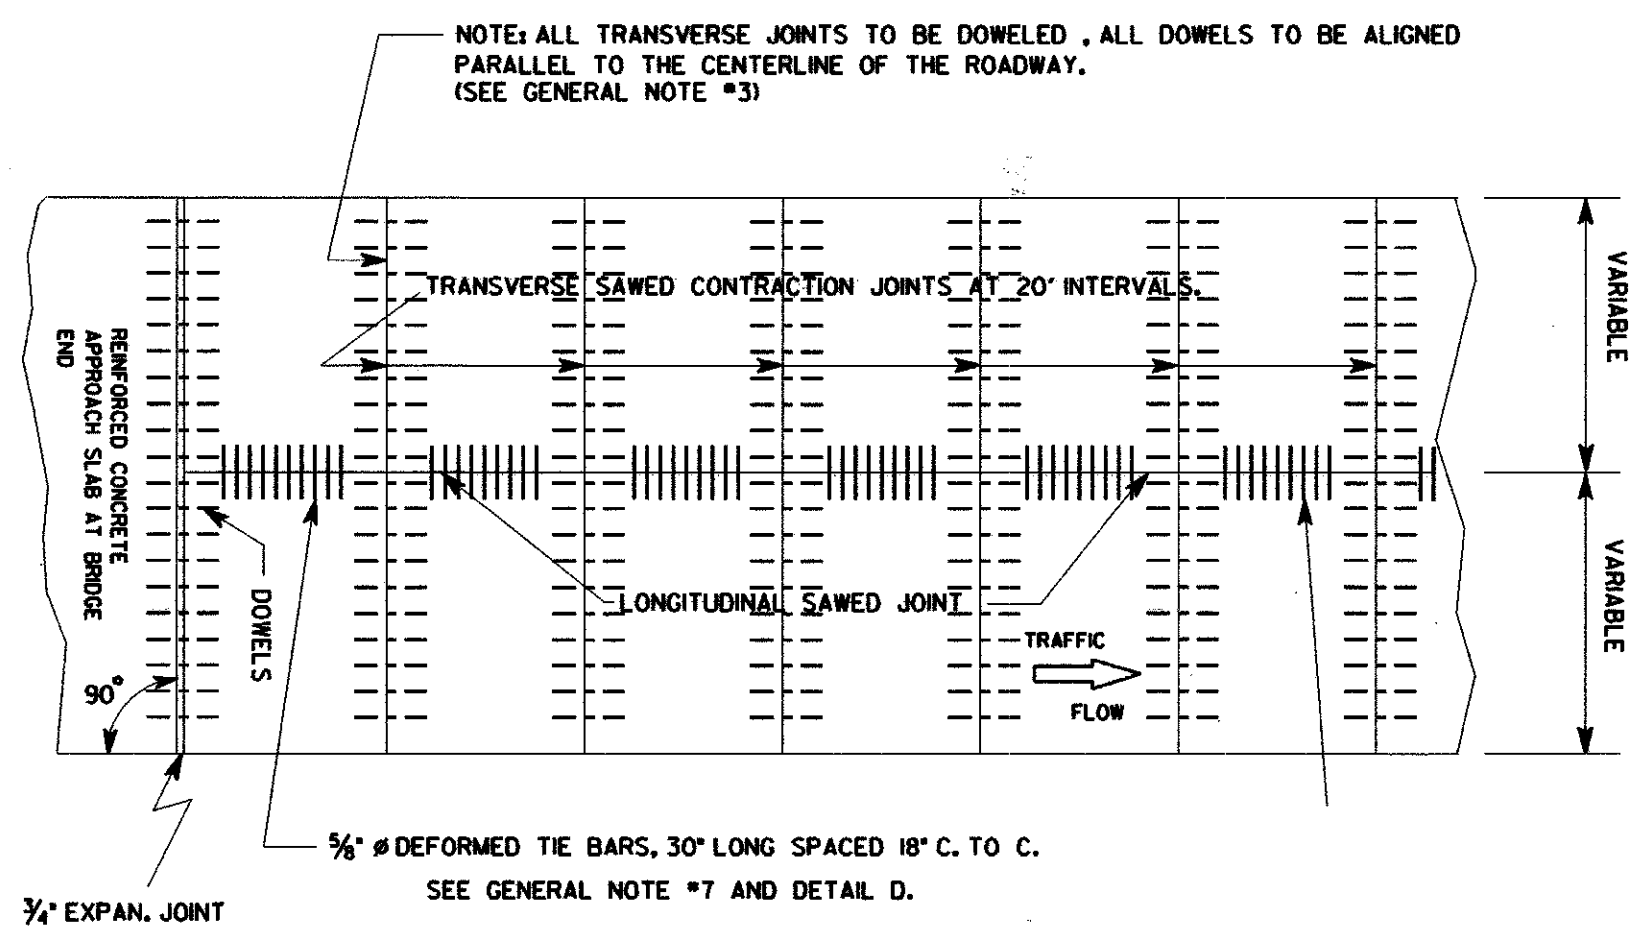 NOTE: ALL TRANSVERSE JOINTS TO BE DOWELED , ALL DOWELS TO BE ALIGNED
PARALLEL TO THE CENTERLINE OF THE ROADWAY.
(SEE GENERAL NOTE #3)
TRANSVERSE SAWED CONTRACTION JOINTS AT 20' INTERVALS.
VARIABLE
REINFORCED CONCRETE
APPROACH SLAB AT BRIDGE
END
LONGITUDINAL SAWED JOINT
VARIABLE
DOWELS
TRAFFIC
FLOW
90°
5/8" ø DEFORMED TIE BARS, 30" LONG SPACED 18" C. TO C.
SEE GENERAL NOTE #7 AND DETAIL D.
3/4" EXPAN. JOINT